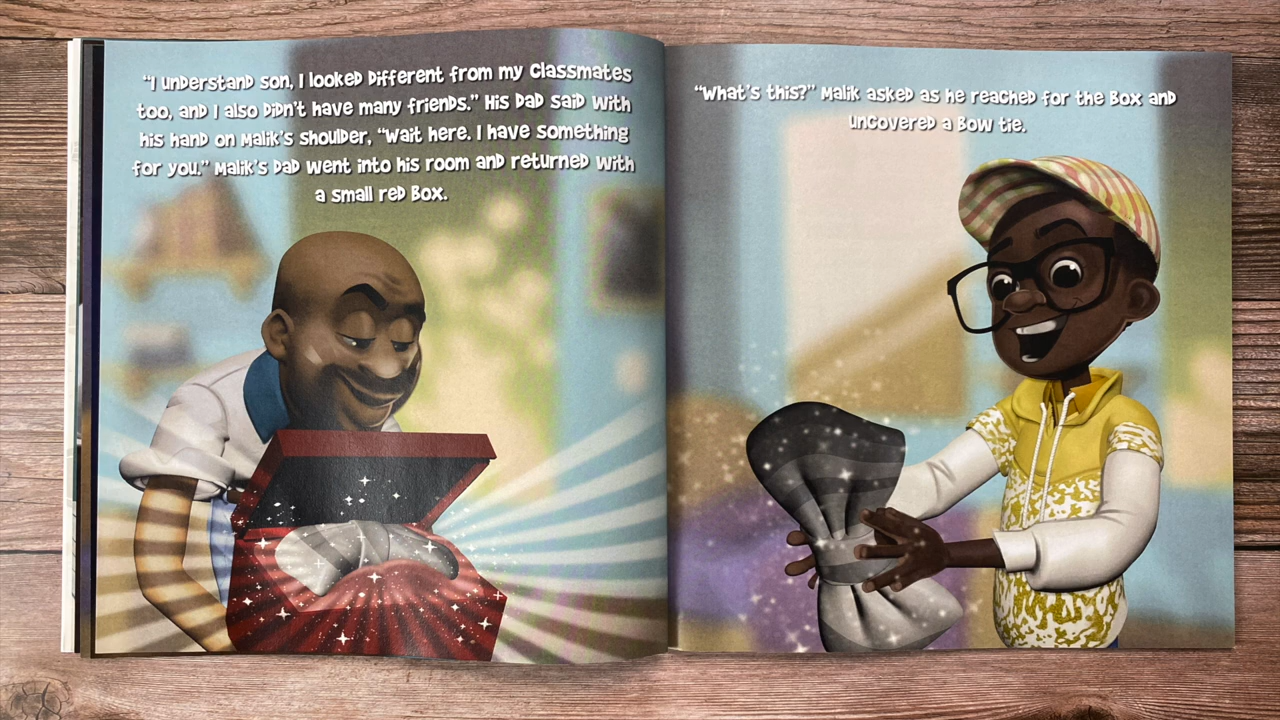 “I understand son, I looked different from my classmates
too, and I also didn’t have many friends.” His dad said with
his hand on Malik’s shoulder, “Wait here. I have something
for you.” Malik’s dad went into his room and returned with
a small red box.
“What’s this?” Malik asked as he reached for the box and
uncovered a bow tie.